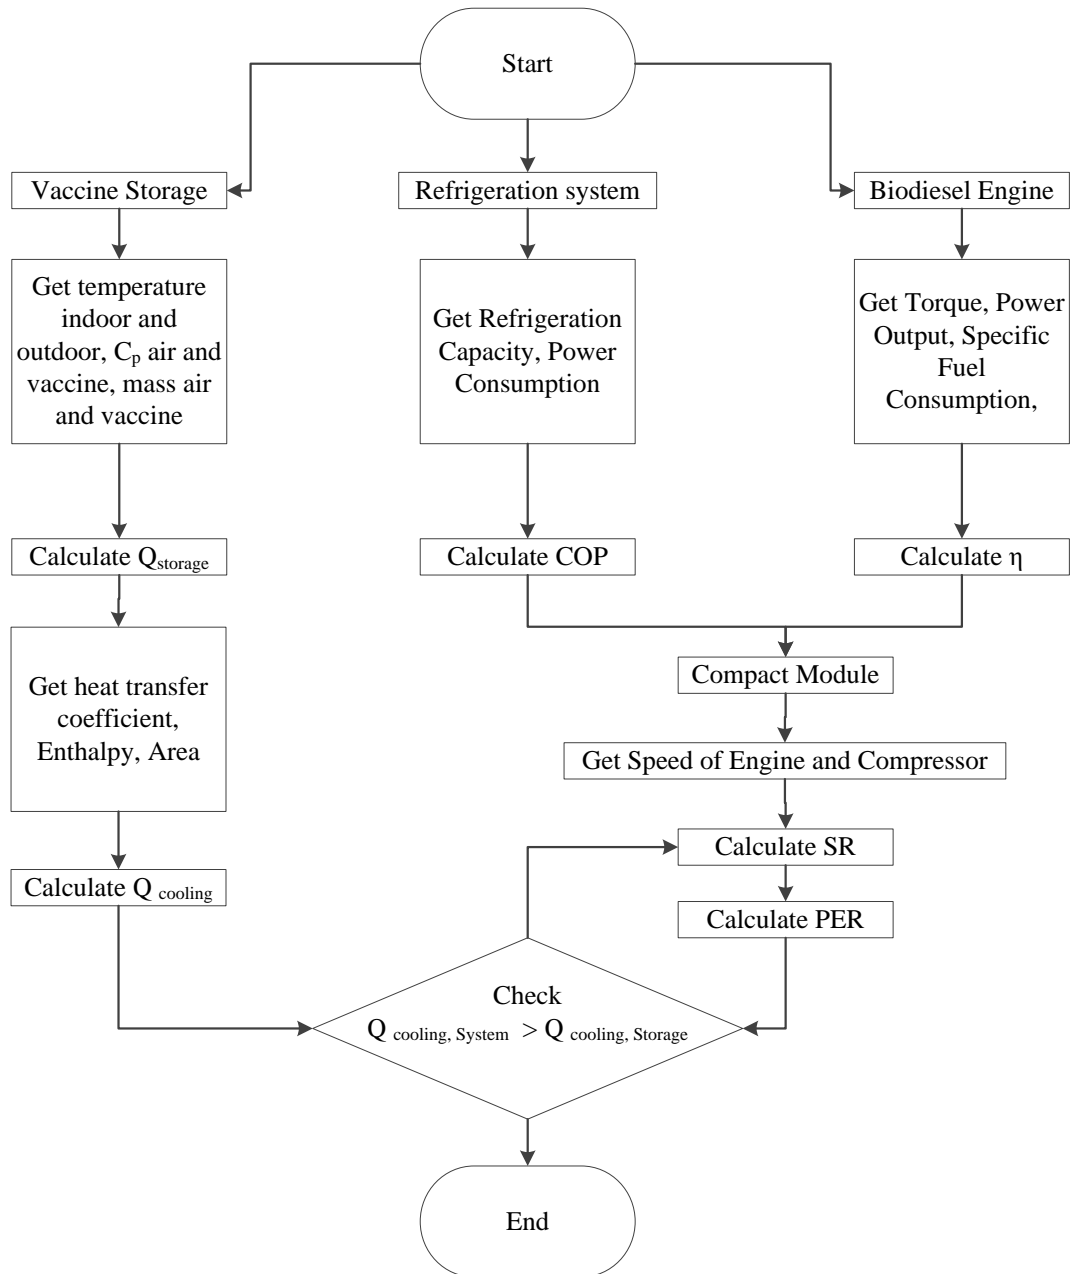 Start
Vaccine Storage
Refrigeration system
Biodiesel Engine
Get temperature
indoor and
outdoor, Cp air and
vaccine, mass air
and vaccine
Get Refrigeration
Capacity, Power
Consumption
Get Torque, Power
Output, Specific
Fuel
Consumption,
Calculate Qstorage
Calculate COP
Calculate η
Get heat transfer
coefficient,
Enthalpy, Area
Compact Module
Get Speed of Engine and Compressor
Calculate SR
Calculate Q cooling
Calculate PER
Check
Q cooling, System > Q cooling, Storage
End